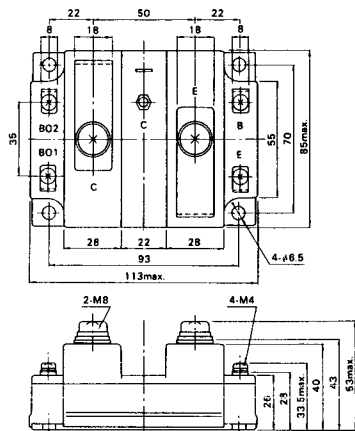 22 50 22
8 18 18 8
E
BO2 C B
BO1 E
C
35
55
70
85max.
28 22 28
4-φ6.5
93
113max.
2-M8 4-M4
26
28
33.5max.
40
43
53max.